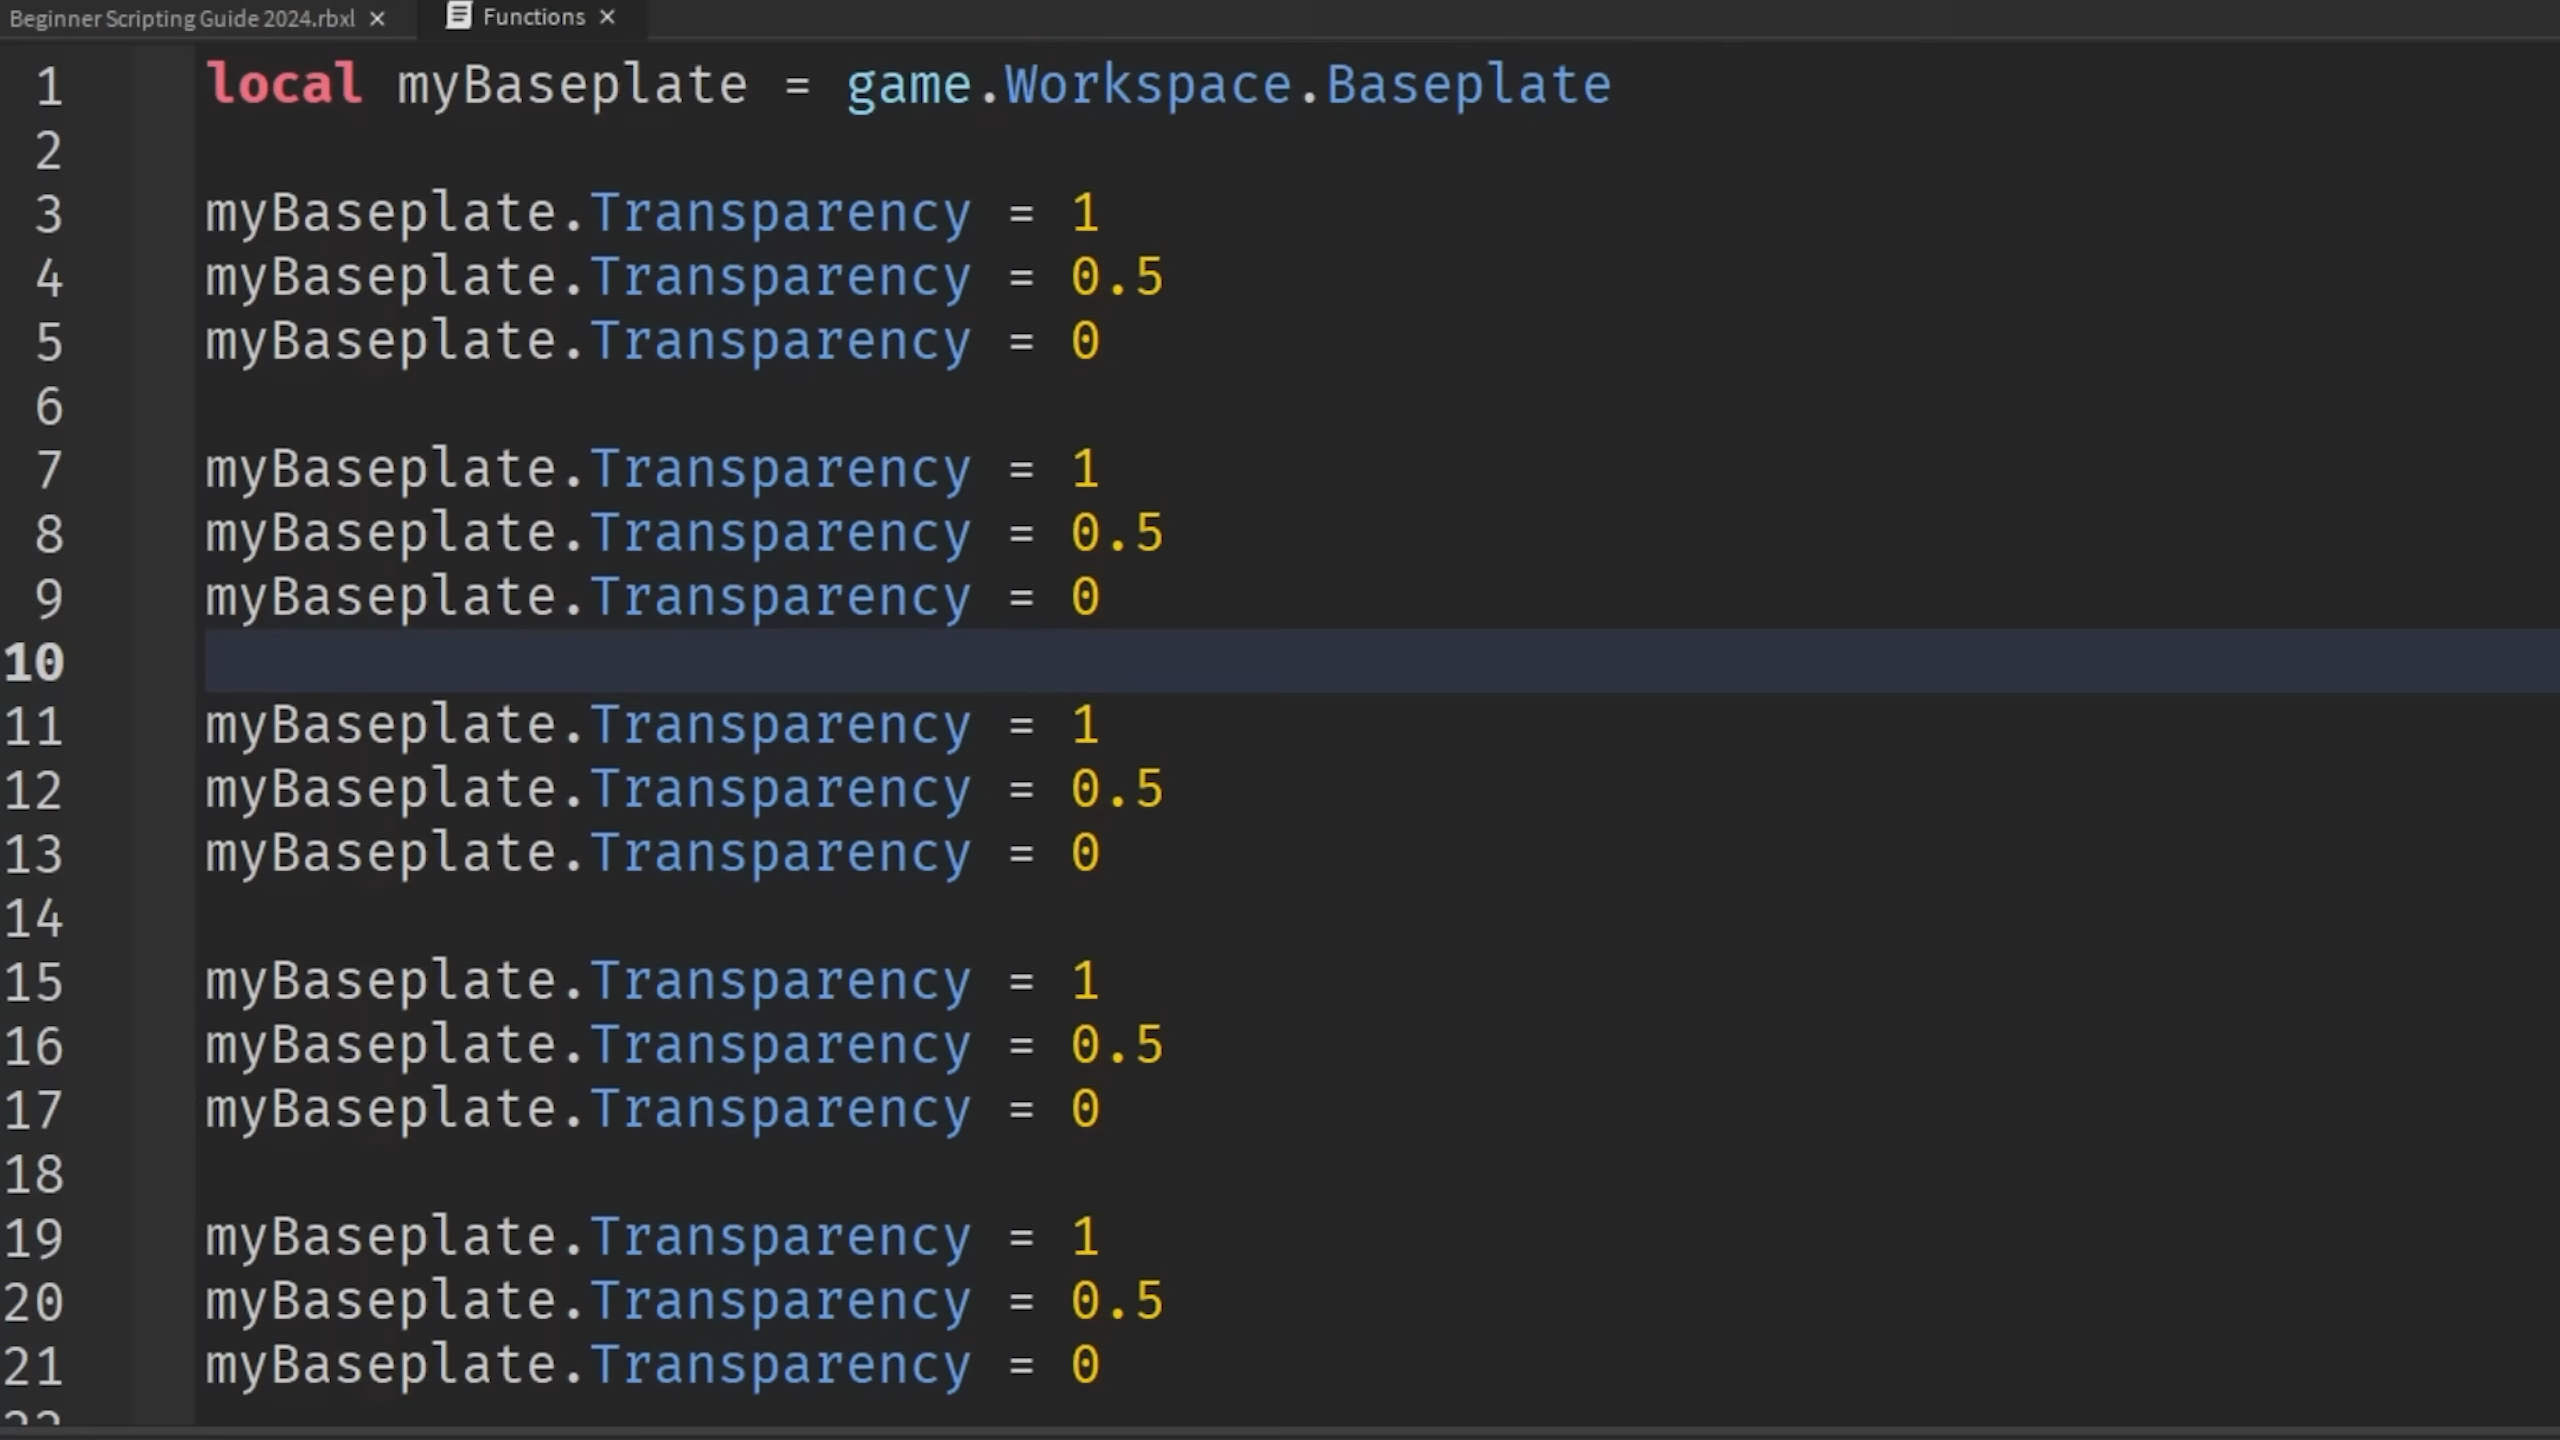 Beginner Scripting Guide 2024.rbxl × Functions ×
1 local myBaseplate = game.Workspace.Baseplate
2
3 myBaseplate.Transparency = 1
4 myBaseplate.Transparency = 0.5
5 myBaseplate.Transparency = 0
6
7 myBaseplate.Transparency = 1
8 myBaseplate.Transparency = 0.5
9 myBaseplate.Transparency = 0
10
11 myBaseplate.Transparency = 1
12 myBaseplate.Transparency = 0.5
13 myBaseplate.Transparency = 0
14
15 myBaseplate.Transparency = 1
16 myBaseplate.Transparency = 0.5
17 myBaseplate.Transparency = 0
18
19 myBaseplate.Transparency = 1
20 myBaseplate.Transparency = 0.5
21 myBaseplate.Transparency = 0